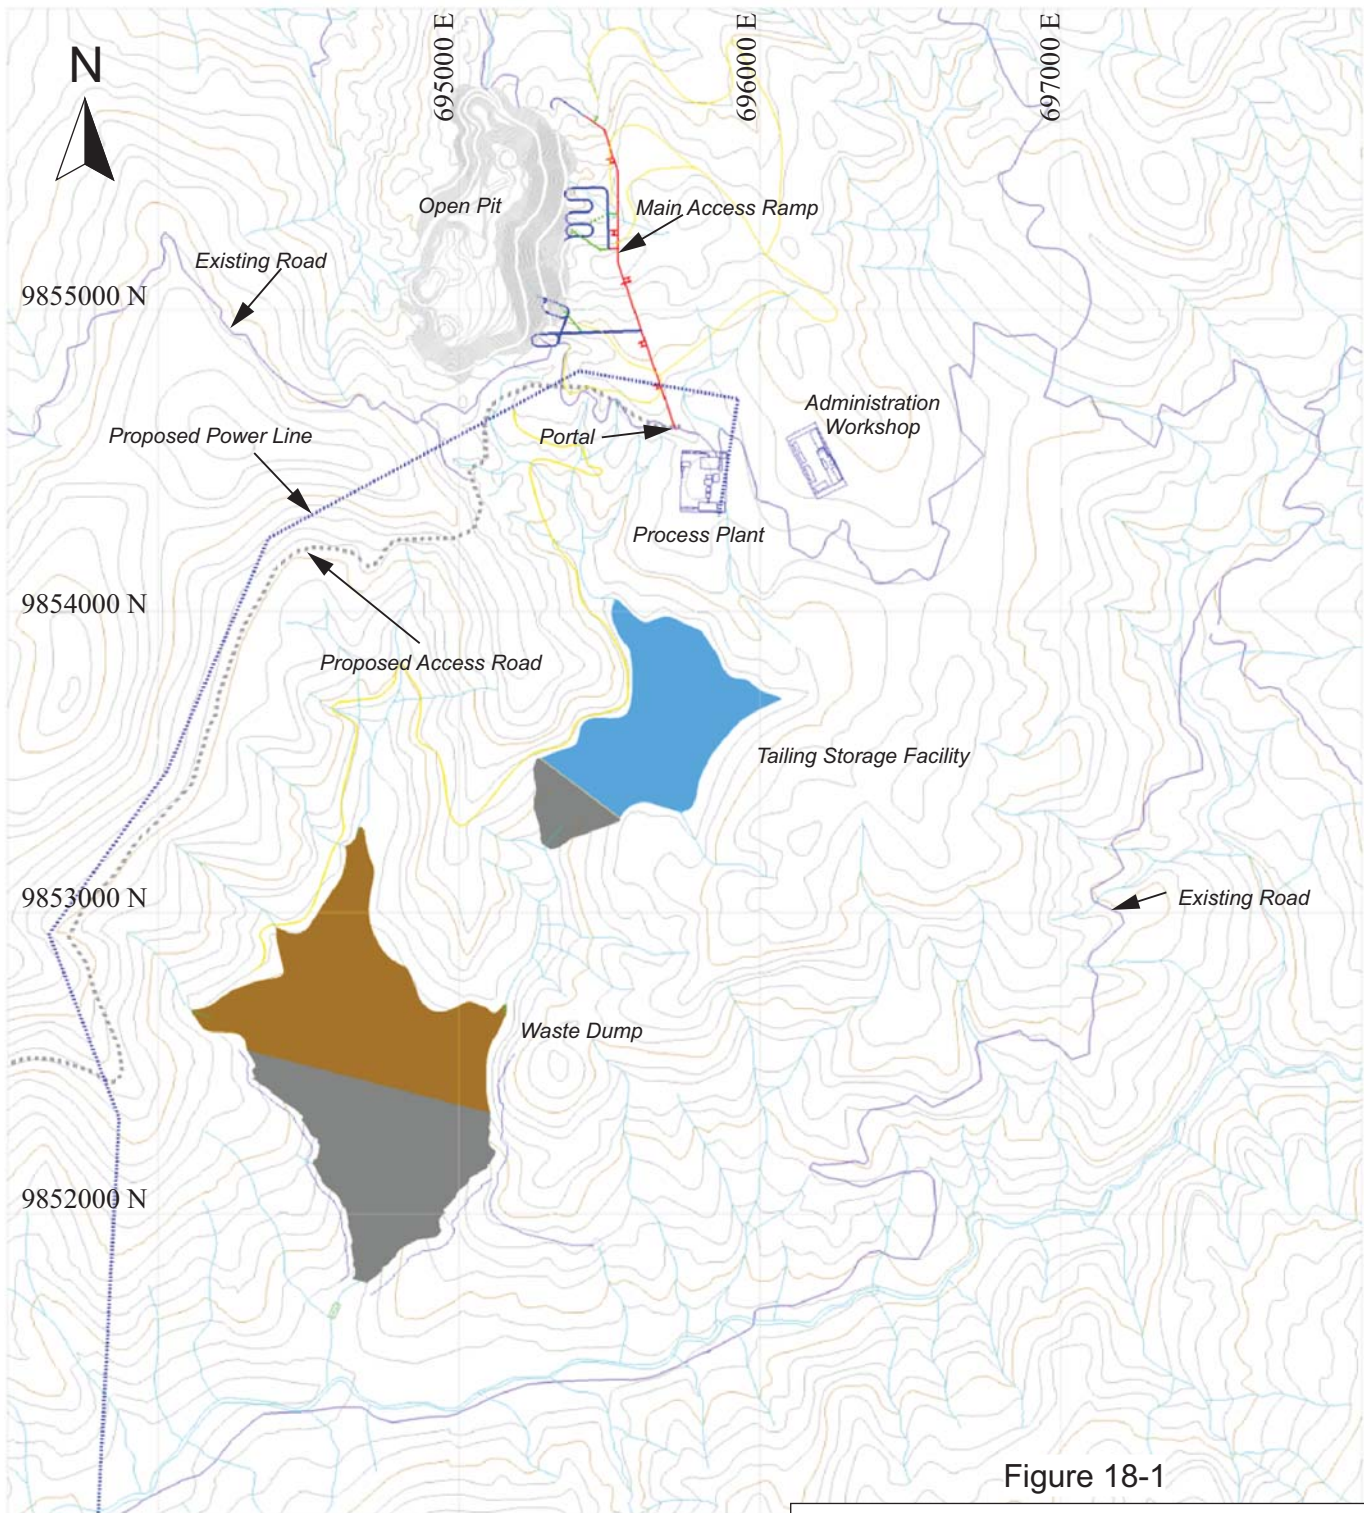 695000 E
696000 E
697000 E
N
Open Pit
Main Access Ramp
Existing Road
9855000 N
Administration
Workshop
Proposed Power Line
Portal
Process Plant
9854000 N
Proposed Access Road
Tailing Storage Facility
9853000 N
Existing Road
Waste Dump
9852000 N
Figure 18-1